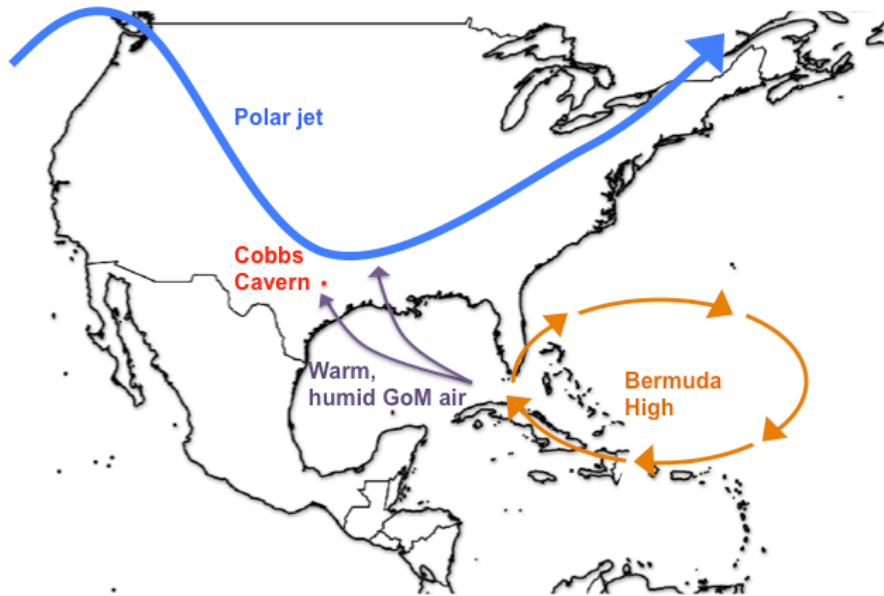 Polar jet
Cobbs
Cavern
Warm,
humid GoM air
Bermuda
High